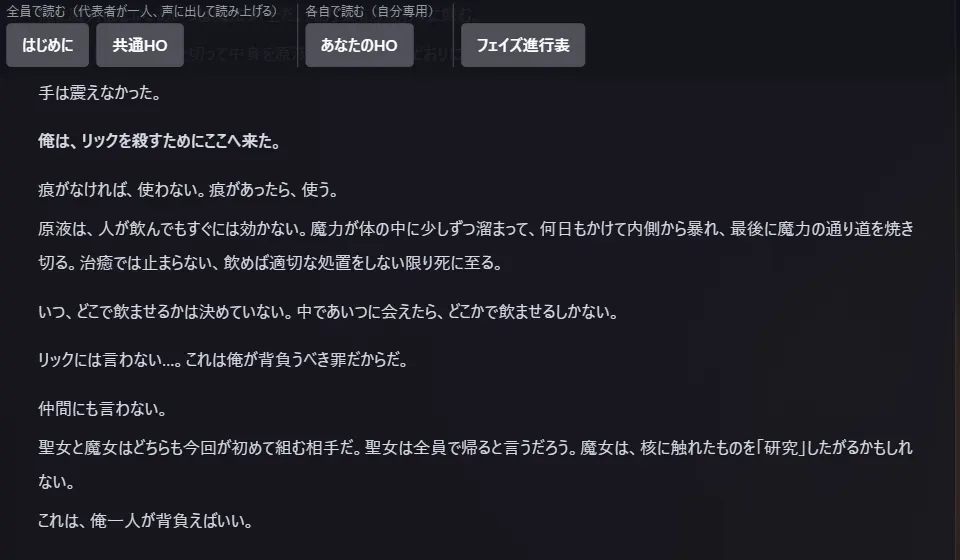 全員で読む（代表者が一人、声に出して読み上げる）
各自で読む（自分専用）
はじめに
共通HO
あなたのHO
フェイズ進行表
手は震えなかった。
俺は、リックを殺すためにここへ来た。
痕がなければ、使わない。痕があったら、使う。
原液は、人が飲んでもすぐには効かない。魔力が体の中に少しずつ溜まって、何日もかけて内側から暴れ、最後に魔力の通り道を焼き
切る。治癒では止まらない、飲めば適切な処置をしない限り死に至る。
いつ、どこで飲ませるかは決めていない。中であいつに会えたら、どこかで飲ませるしかない。
リックには言わない...。これは俺が背負うべき罪だからだ。
仲間にも言わない。
聖女と魔女はどちらも今回が初めて組む相手だ。聖女は全員で帰ると言うだろう。魔女は、核に触れたものを「研究」したがるかもしれ
ない。
これは、俺一人が背負えばいい。